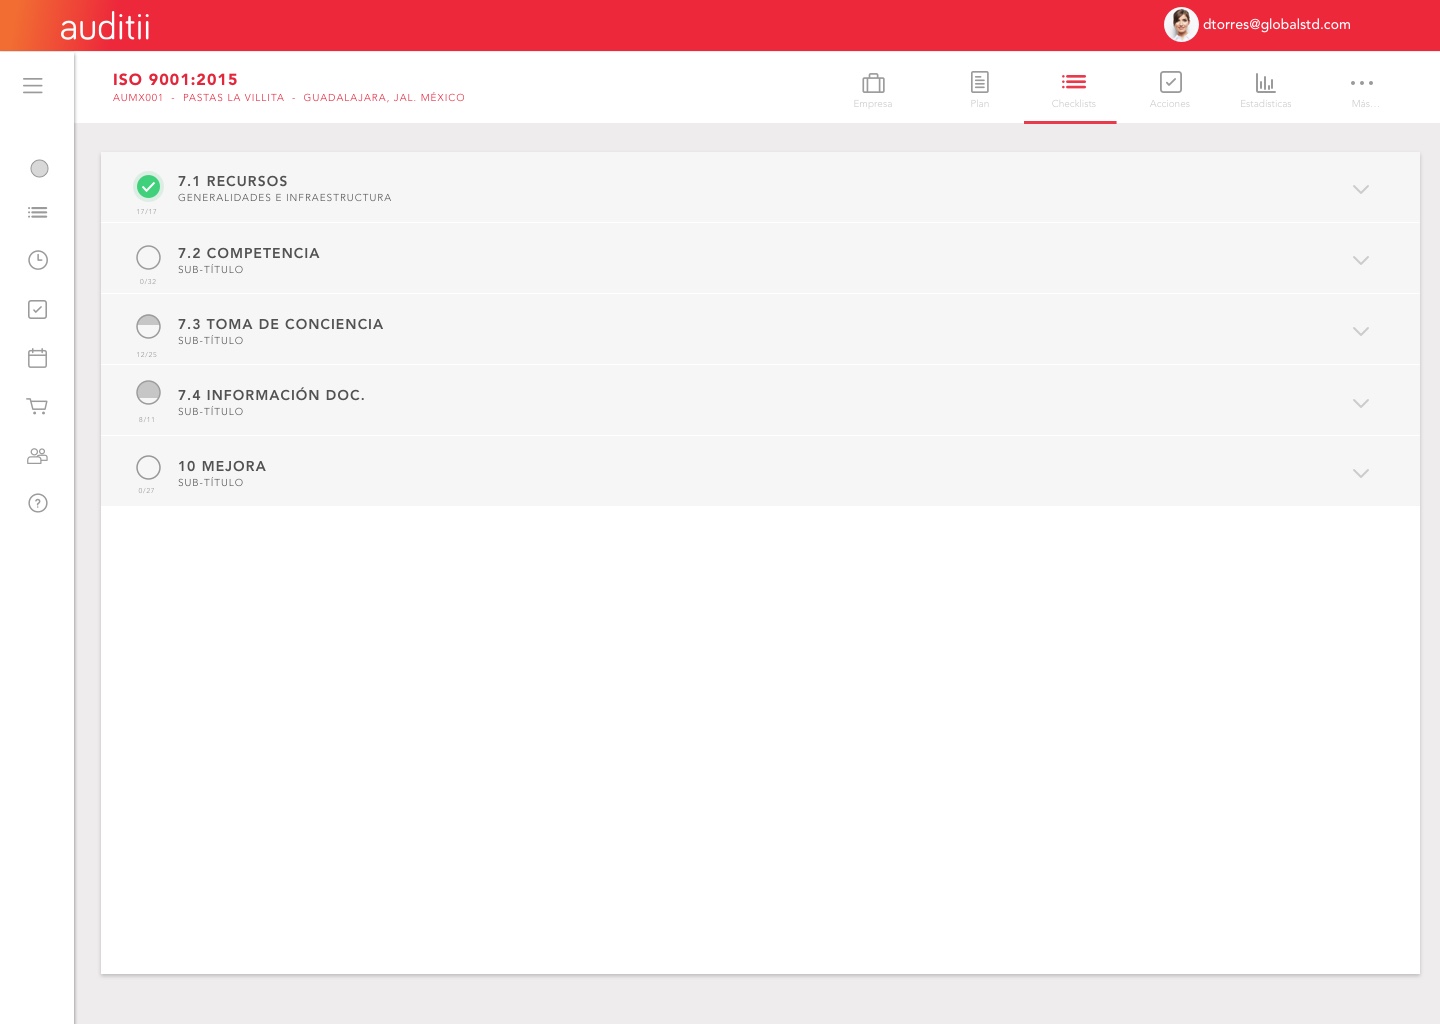 auditii
dtorres@globalstd.com
ISO 9001:2015
AUMX001 - PASTAS LA VILLITA - GUADALAJARA, JAL. MÉXICO
Empresa
Plan
Checklists
Acciones
Estadísticas
Más...
7.1 RECURSOS
GENERALIDADES E INFRAESTRUCTURA
17/17
7.2 COMPETENCIA
SUB-TÍTULO
0/32
7.3 TOMA DE CONCIENCIA
SUB-TÍTULO
12/25
7.4 INFORMACIÓN DOC.
SUB-TÍTULO
8/11
10 MEJORA
SUB-TÍTULO
0/27